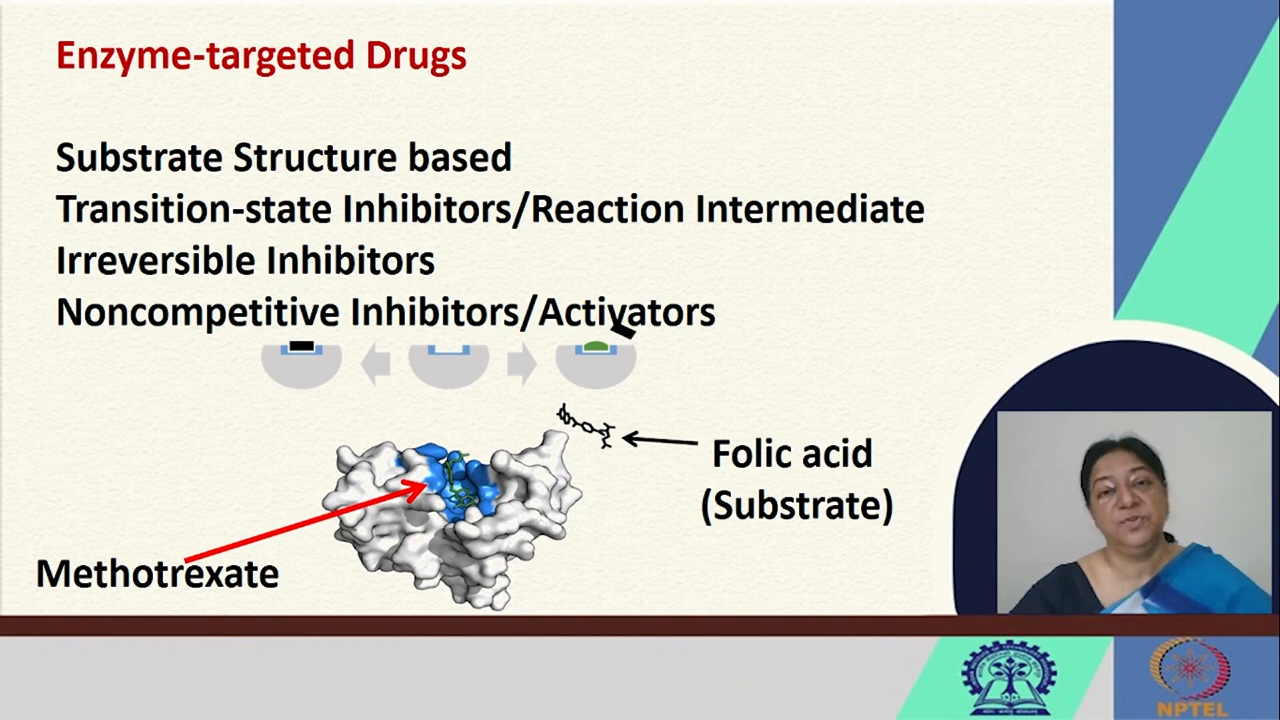 Enzyme-targeted Drugs
Substrate Structure based
Transition-state Inhibitors/Reaction Intermediate
Irreversible Inhibitors
Noncompetitive Inhibitors/Activators
Folic acid
(Substrate)
Methotrexate
NPTEL